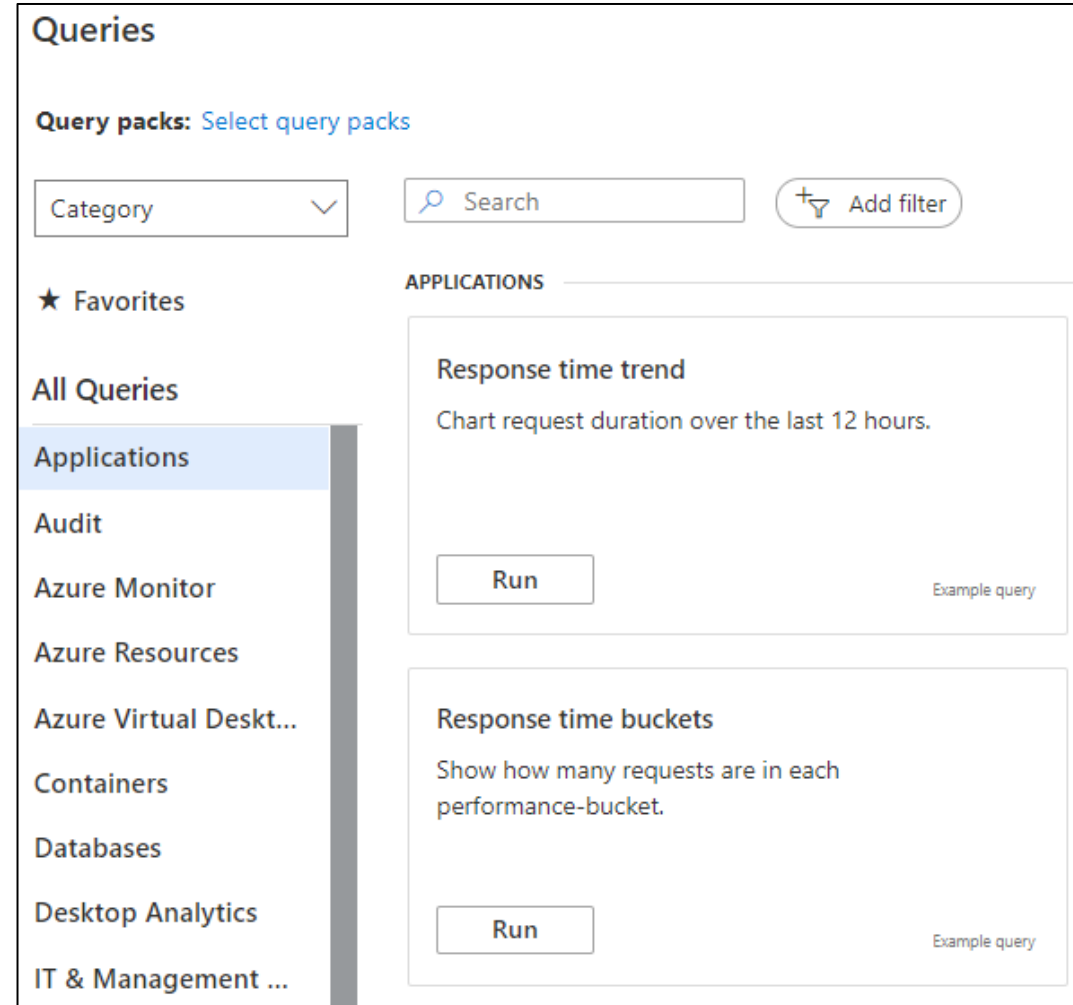 Queries
Query packs: Select query packs
Category
Search
Add filter
★ Favorites
All Queries
Applications
Audit
Azure Monitor
Azure Resources
Azure Virtual Deskt...
Containers
Databases
Desktop Analytics
IT & Management ...
APPLICATIONS
Response time trend
Chart request duration over the last 12 hours.
Run
Example query
Response time buckets
Show how many requests are in each
performance-bucket.
Run
Example query